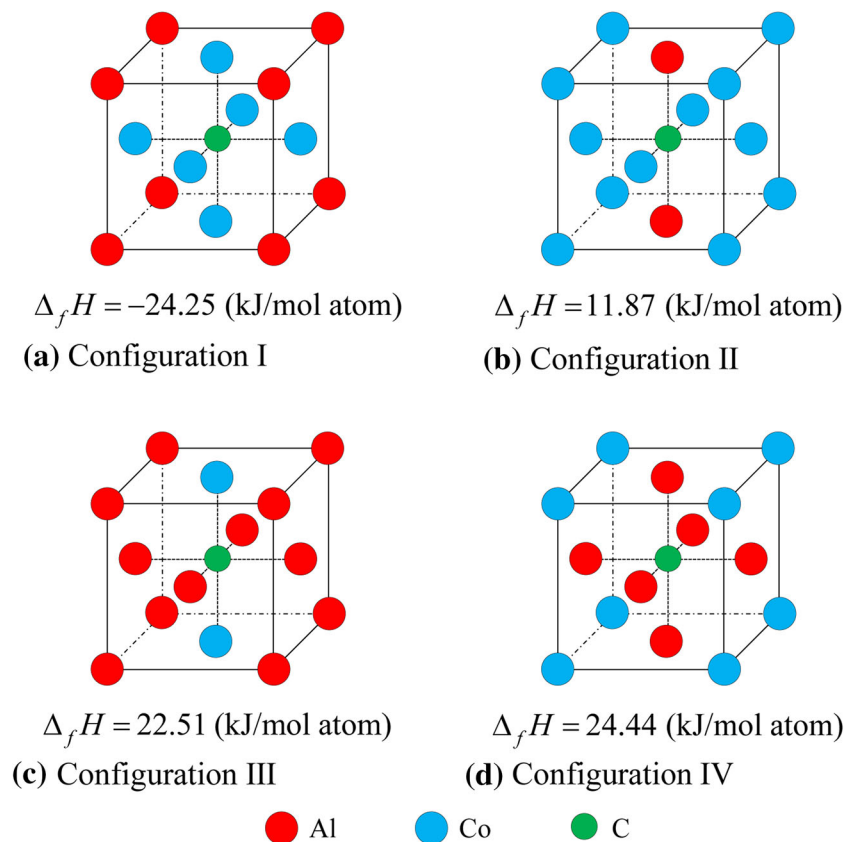 Δ_f H = −24.25 (kJ/mol atom)
(a) Configuration I
Δ_f H = 11.87 (kJ/mol atom)
(b) Configuration II
Δ_f H = 22.51 (kJ/mol atom)
(c) Configuration III
Δ_f H = 24.44 (kJ/mol atom)
(d) Configuration IV
Al Co C